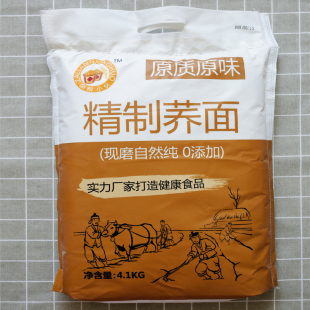 TM
原质原味
精制荞面
(现磨自然纯 0添加)
实力厂家打造健康食品
净含量:4.1KG